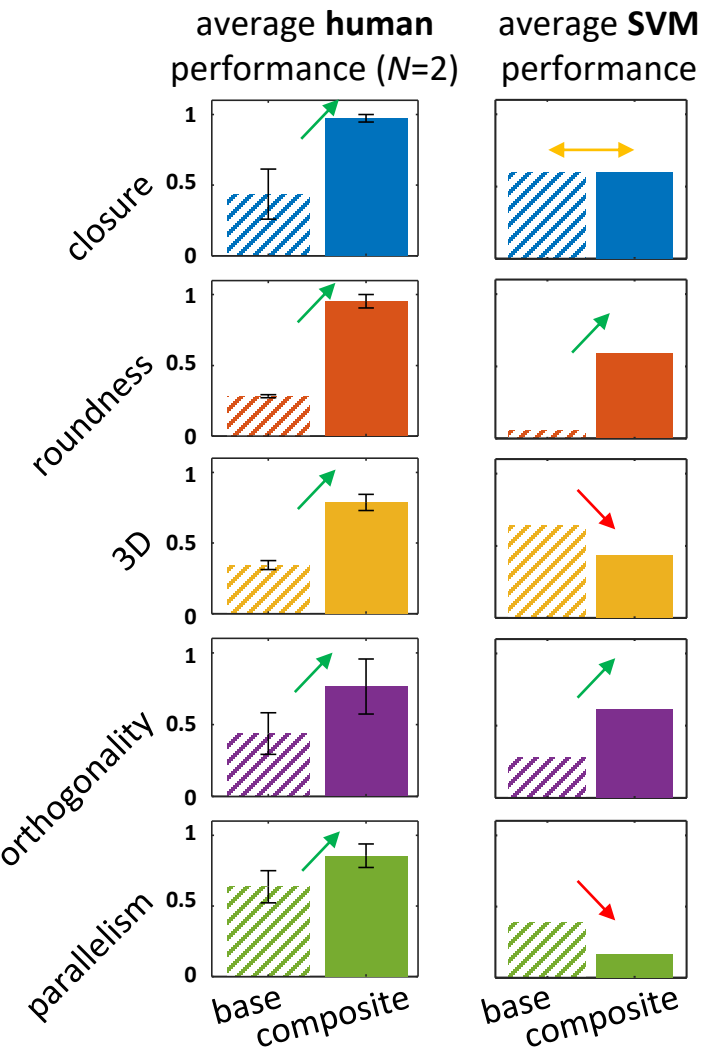 average human
performance (N=2)
average SVM
performance
closure
1
0.5
0
roundness
1
0.5
0
3D
1
0.5
0
orthogonality
1
0.5
0
parallelism
1
0.5
0
base
composite
base
composite